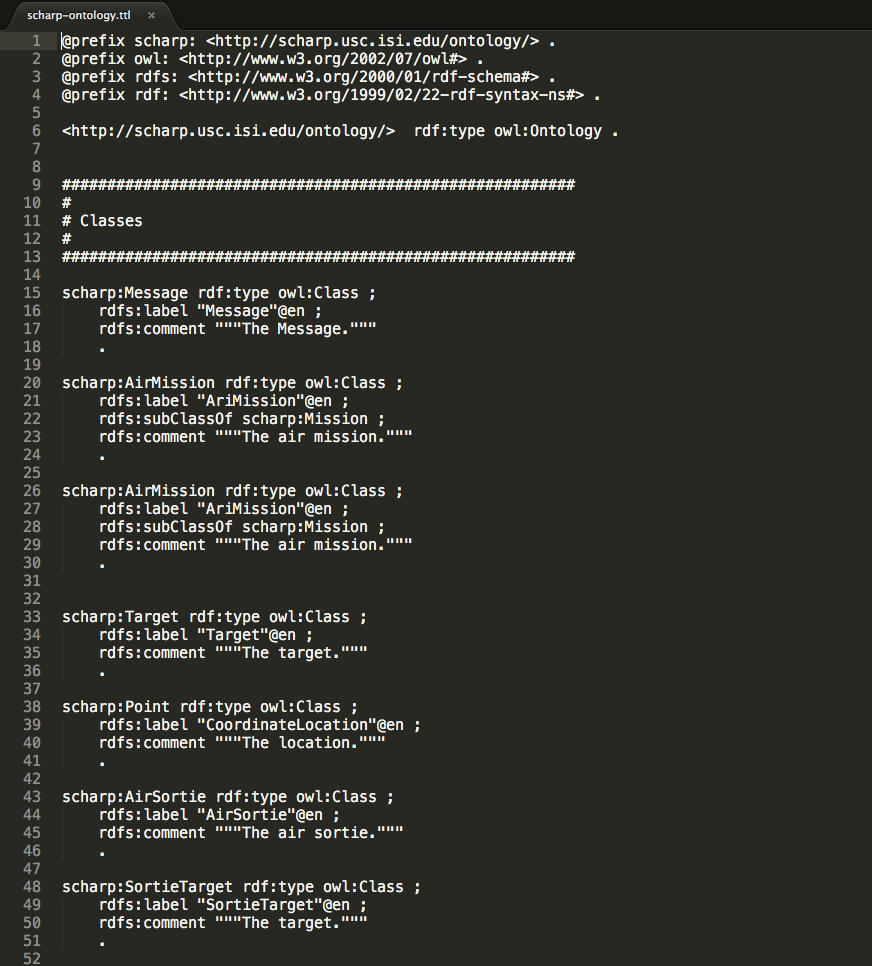 scharp-ontology.ttl ×
1 @prefix scharp: <http://scharp.usc.isi.edu/ontology/> .
2 @prefix owl: <http://www.w3.org/2002/07/owl#> .
3 @prefix rdfs: <http://www.w3.org/2000/01/rdf-schema#> .
4 @prefix rdf: <http://www.w3.org/1999/02/22-rdf-syntax-ns#> .
5
6 <http://scharp.usc.isi.edu/ontology/>  rdf:type owl:Ontology .
7
8
9 #########################################################
10 #
11 # Classes
12 #
13 #########################################################
14
15 scharp:Message rdf:type owl:Class ;
16     rdfs:label "Message"@en ;
17     rdfs:comment """The Message."""
18     .
19
20 scharp:AirMission rdf:type owl:Class ;
21     rdfs:label "AriMission"@en ;
22     rdfs:subClassOf scharp:Mission ;
23     rdfs:comment """The air mission."""
24     .
25
26 scharp:AirMission rdf:type owl:Class ;
27     rdfs:label "AriMission"@en ;
28     rdfs:subClassOf scharp:Mission ;
29     rdfs:comment """The air mission."""
30     .
31
32
33 scharp:Target rdf:type owl:Class ;
34     rdfs:label "Target"@en ;
35     rdfs:comment """The target."""
36     .
37
38 scharp:Point rdf:type owl:Class ;
39     rdfs:label "CoordinateLocation"@en ;
40     rdfs:comment """The location."""
41     .
42
43 scharp:AirSortie rdf:type owl:Class ;
44     rdfs:label "AirSortie"@en ;
45     rdfs:comment """The air sortie."""
46     .
47
48 scharp:SortieTarget rdf:type owl:Class ;
49     rdfs:label "SortieTarget"@en ;
50     rdfs:comment """The target."""
51     .
52